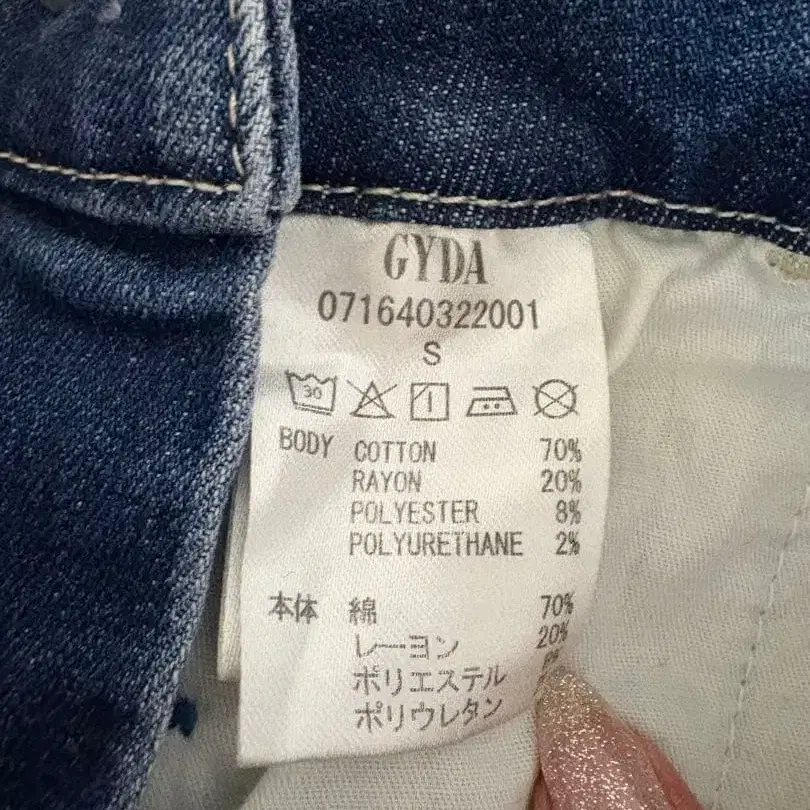 GYDA
071640322001
S
30
BODY COTTON 70%
RAYON 20%
POLYESTER 8%
POLYURETHANE 2%
本体 綿 70%
レーヨン 20%
ポリエステル
ポリウレタン